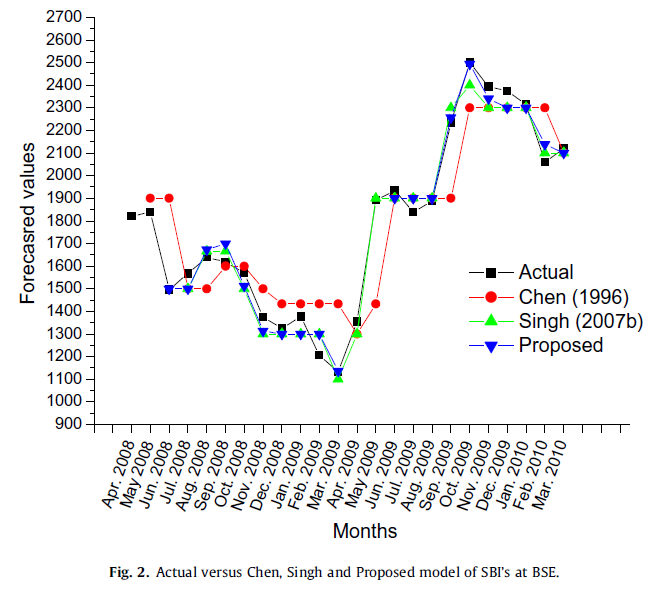 2700
2600
2500
2400
2300
2200
2100
2000
1900
1800
1700
1600
1500
1400
1300
1200
1100
1000
900
Forecasred values
Actual
Chen (1996)
Singh (2007b)
Proposed
Apr. 2008
May 2008
Jun. 2008
Jul. 2008
Aug. 2008
Sep. 2008
Oct. 2008
Nov. 2008
Dec. 2008
Jan. 2009
Feb. 2009
Mar. 2009
Apr. 2009
May 2009
Jun. 2009
Jul. 2009
Aug. 2009
Sep. 2009
Oct. 2009
Nov. 2009
Dec. 2009
Jan. 2010
Feb. 2010
Mar. 2010
Months
Fig. 2. Actual versus Chen, Singh and Proposed model of SBI's at BSE.